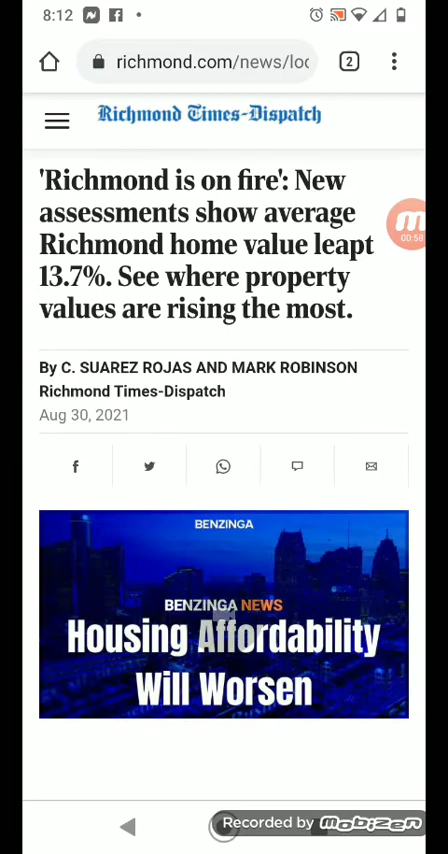 8:12
richmond.com/news/loc
2
Richmond Times-Dispatch
'Richmond is on fire': New
assessments show average
Richmond home value leapt
13.7%. See where property
values are rising the most.
00:58
By C. SUAREZ ROJAS AND MARK ROBINSON
Richmond Times-Dispatch
Aug 30, 2021
BENZINGA
BENZINGA NEWS
Housing Affordability
Will Worsen
Recorded by mobizen